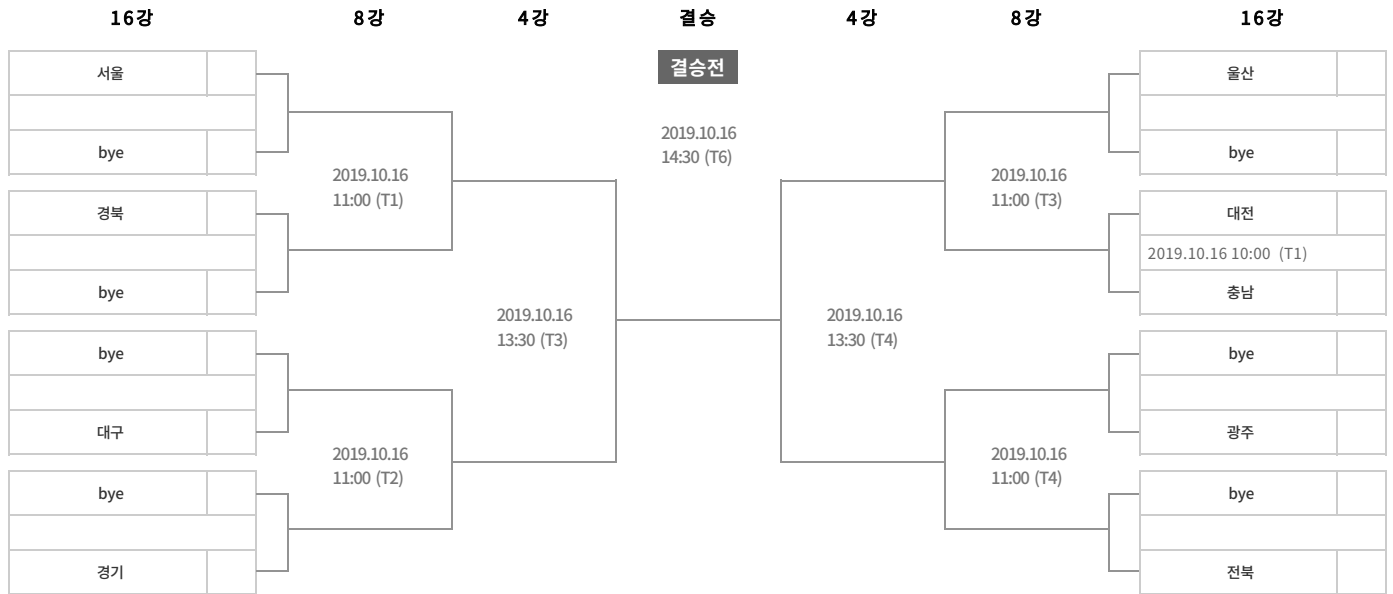 16강 8강 4강 결승 4강 8강 16강
결승전
2019.10.16
14:30 (T6)
서울
bye
경북
bye
bye
대구
bye
경기
2019.10.16
11:00 (T1)
2019.10.16
11:00 (T2)
2019.10.16
13:30 (T3)
2019.10.16
13:30 (T4)
2019.10.16
11:00 (T3)
2019.10.16
11:00 (T4)
울산
bye
대전
2019.10.16 10:00 (T1)
충남
bye
광주
bye
전북